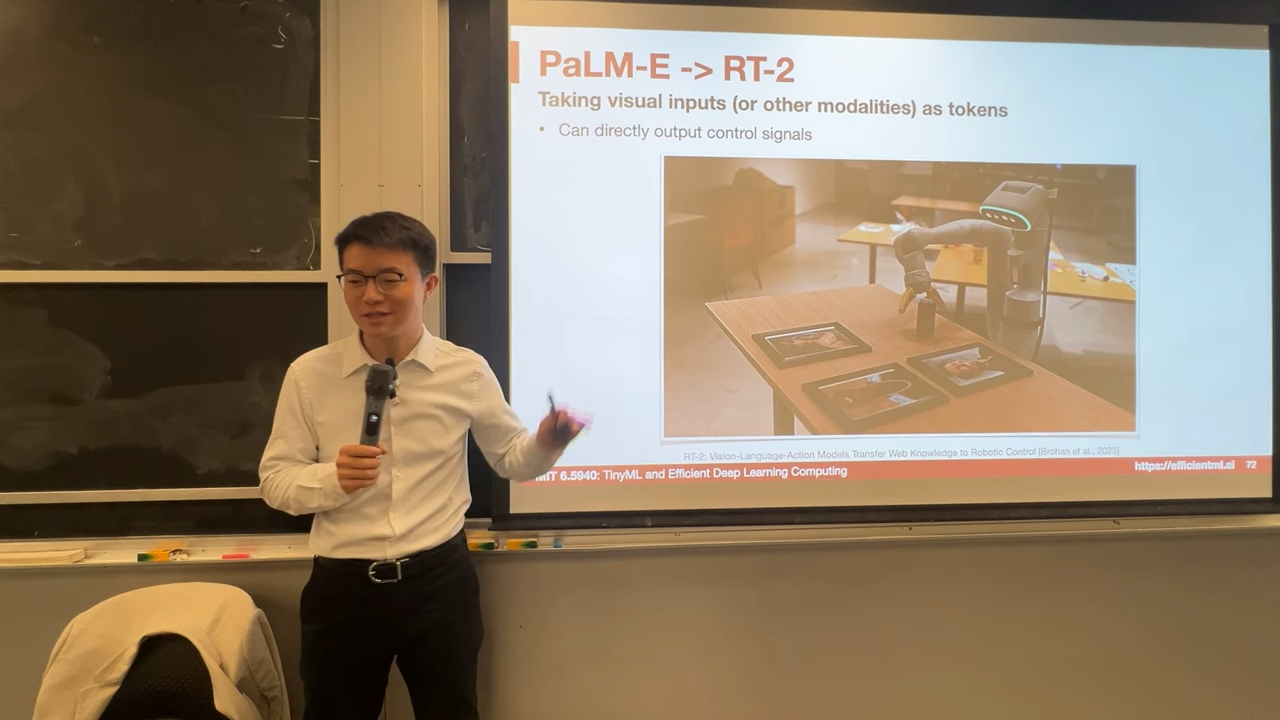 PaLM-E -> RT-2
Taking visual inputs (or other modalities) as tokens
• Can directly output control signals
RT-2: Vision-Language-Action Models Transfer Web Knowledge to Robotic Control [Brohan et al., 2023]
MIT 6.5940: TinyML and Efficient Deep Learning Computing
https://efficientml.ai 72